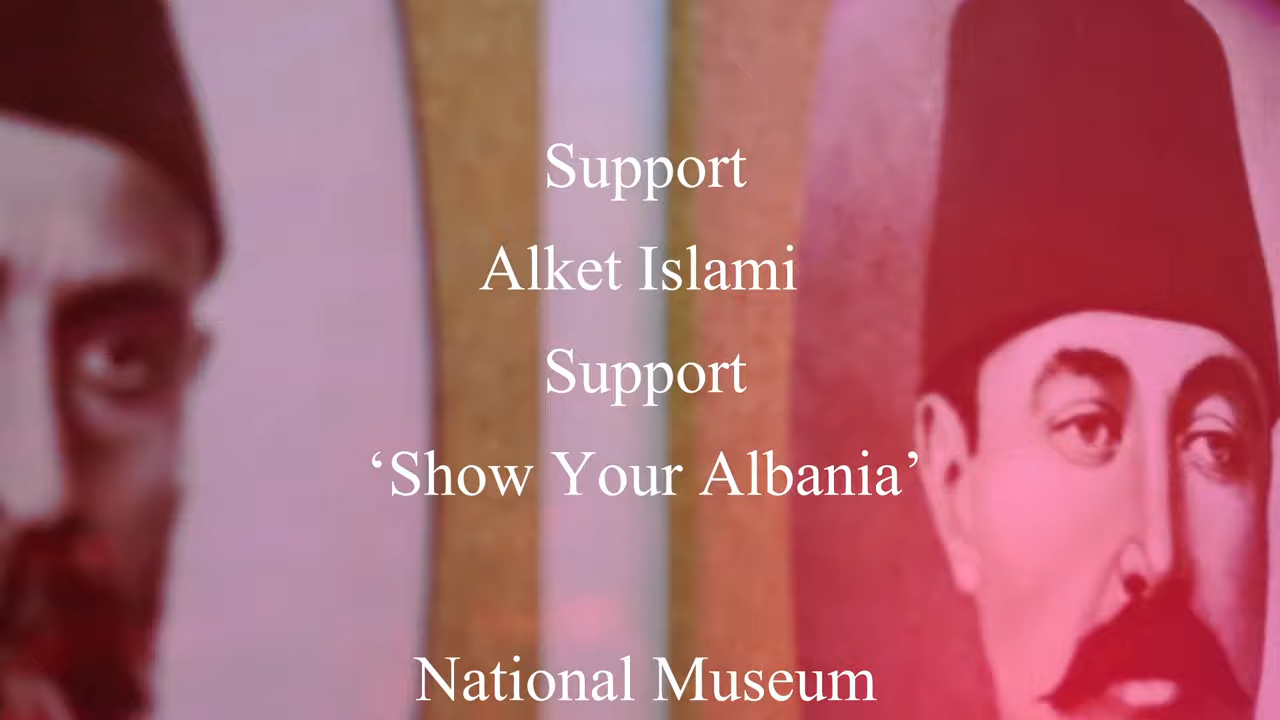 Support
Alket Islami
Support
‘Show Your Albania’
National Museum